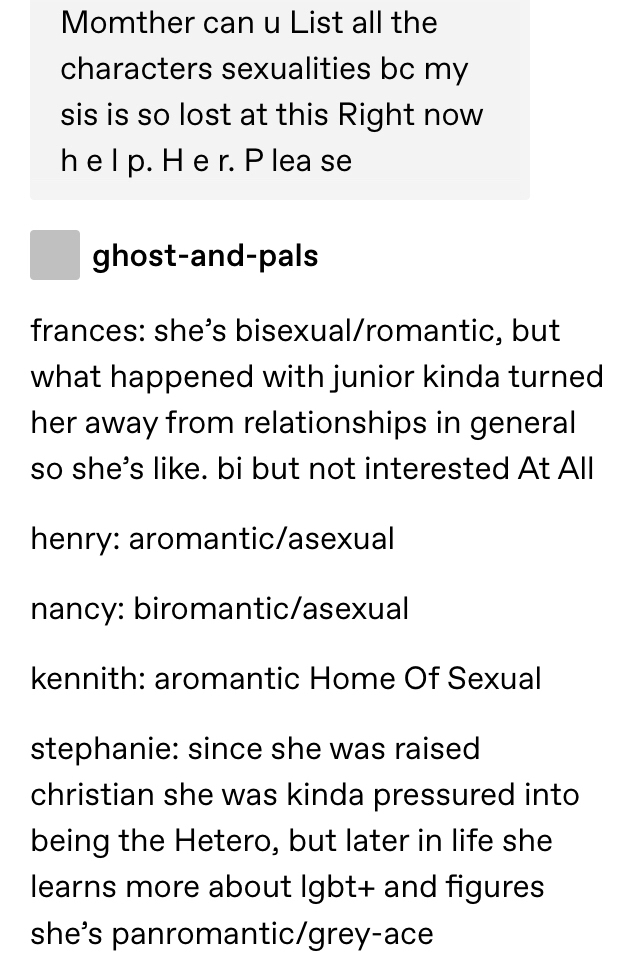 Momther can u List all the
characters sexualities bc my
sis is so lost at this Right now
h e l p. H e r. P lea se
ghost-and-pals
frances: she’s bisexual/romantic, but
what happened with junior kinda turned
her away from relationships in general
so she’s like. bi but not interested At All
henry: aromantic/asexual
nancy: biromantic/asexual
kennith: aromantic Home Of Sexual
stephanie: since she was raised
christian she was kinda pressured into
being the Hetero, but later in life she
learns more about lgbt+ and figures
she’s panromantic/grey-ace